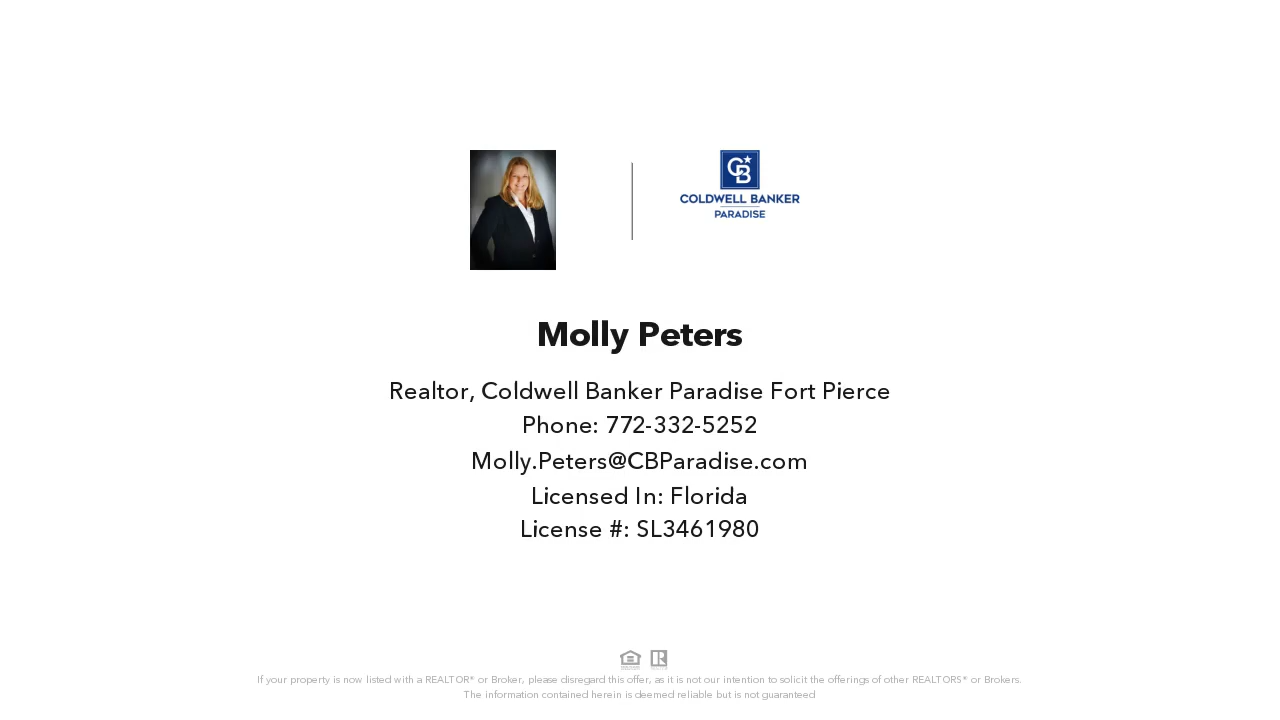 CB
COLDWELL BANKER
PARADISE
Molly Peters
Realtor, Coldwell Banker Paradise Fort Pierce
Phone: 772-332-5252
Molly.Peters@CBParadise.com
Licensed In: Florida
License #: SL3461980
If your property is now listed with a REALTOR® or Broker, please disregard this offer, as it is not our intention to solicit the offerings of other REALTORS® or Brokers.
The information contained herein is deemed reliable but is not guaranteed